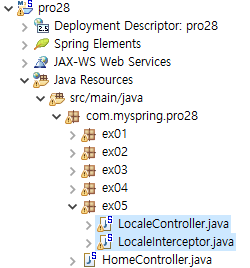 pro28
Deployment Descriptor: pro28
Spring Elements
JAX-WS Web Services
Java Resources
src/main/java
com.myspring.pro28
ex01
ex02
ex03
ex04
ex05
LocaleController.java
LocaleInterceptor.java
HomeController.java